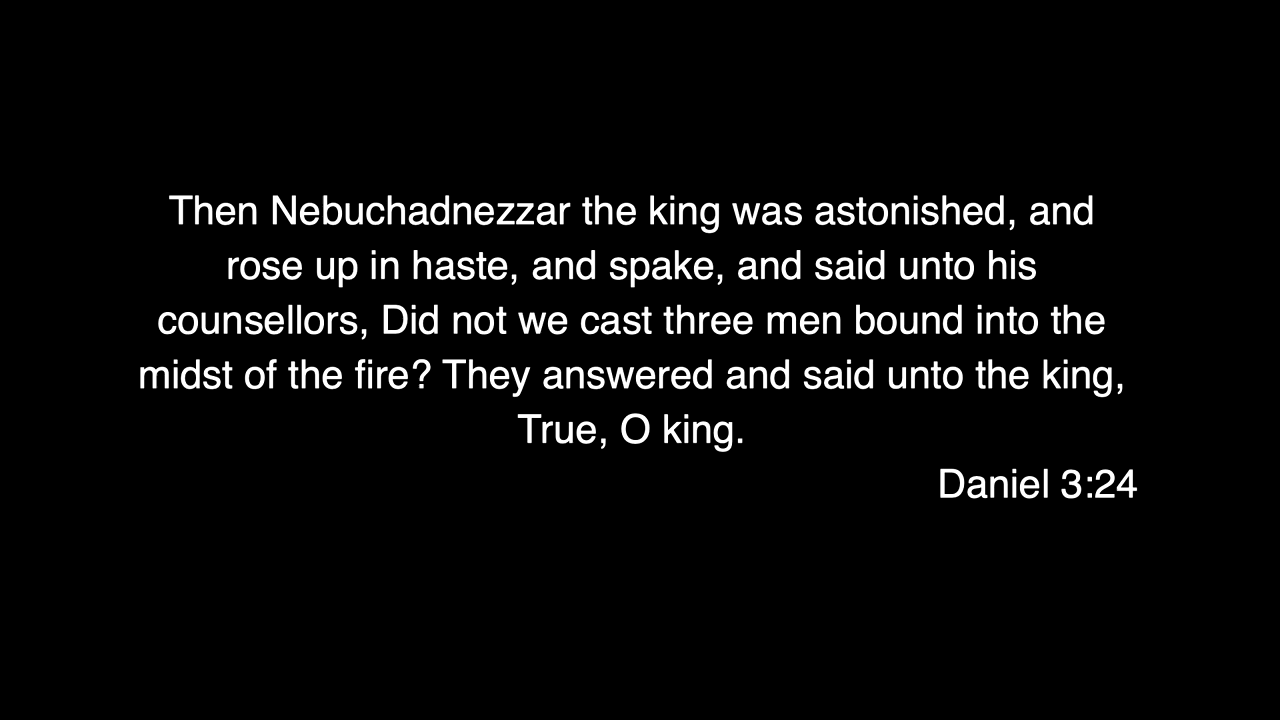 Then Nebuchadnezzar the king was astonished, and
rose up in haste, and spake, and said unto his
counsellors, Did not we cast three men bound into the
midst of the fire? They answered and said unto the king,
True, O king.
Daniel 3:24